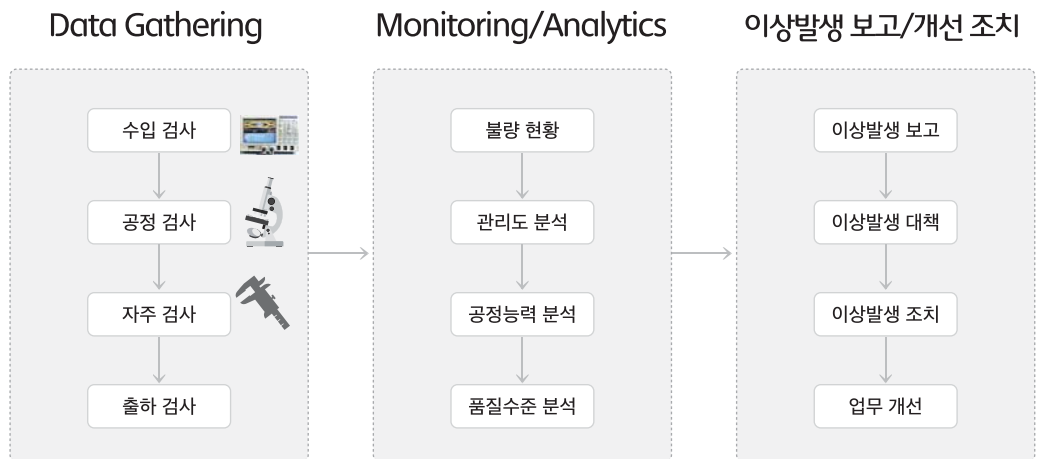 Data Gathering
수입 검사
공정 검사
자주 검사
출하 검사
Monitoring/Analytics
불량 현황
관리도 분석
공정능력 분석
품질수준 분석
이상발생 보고/개선 조치
이상발생 보고
이상발생 대책
이상발생 조치
업무 개선